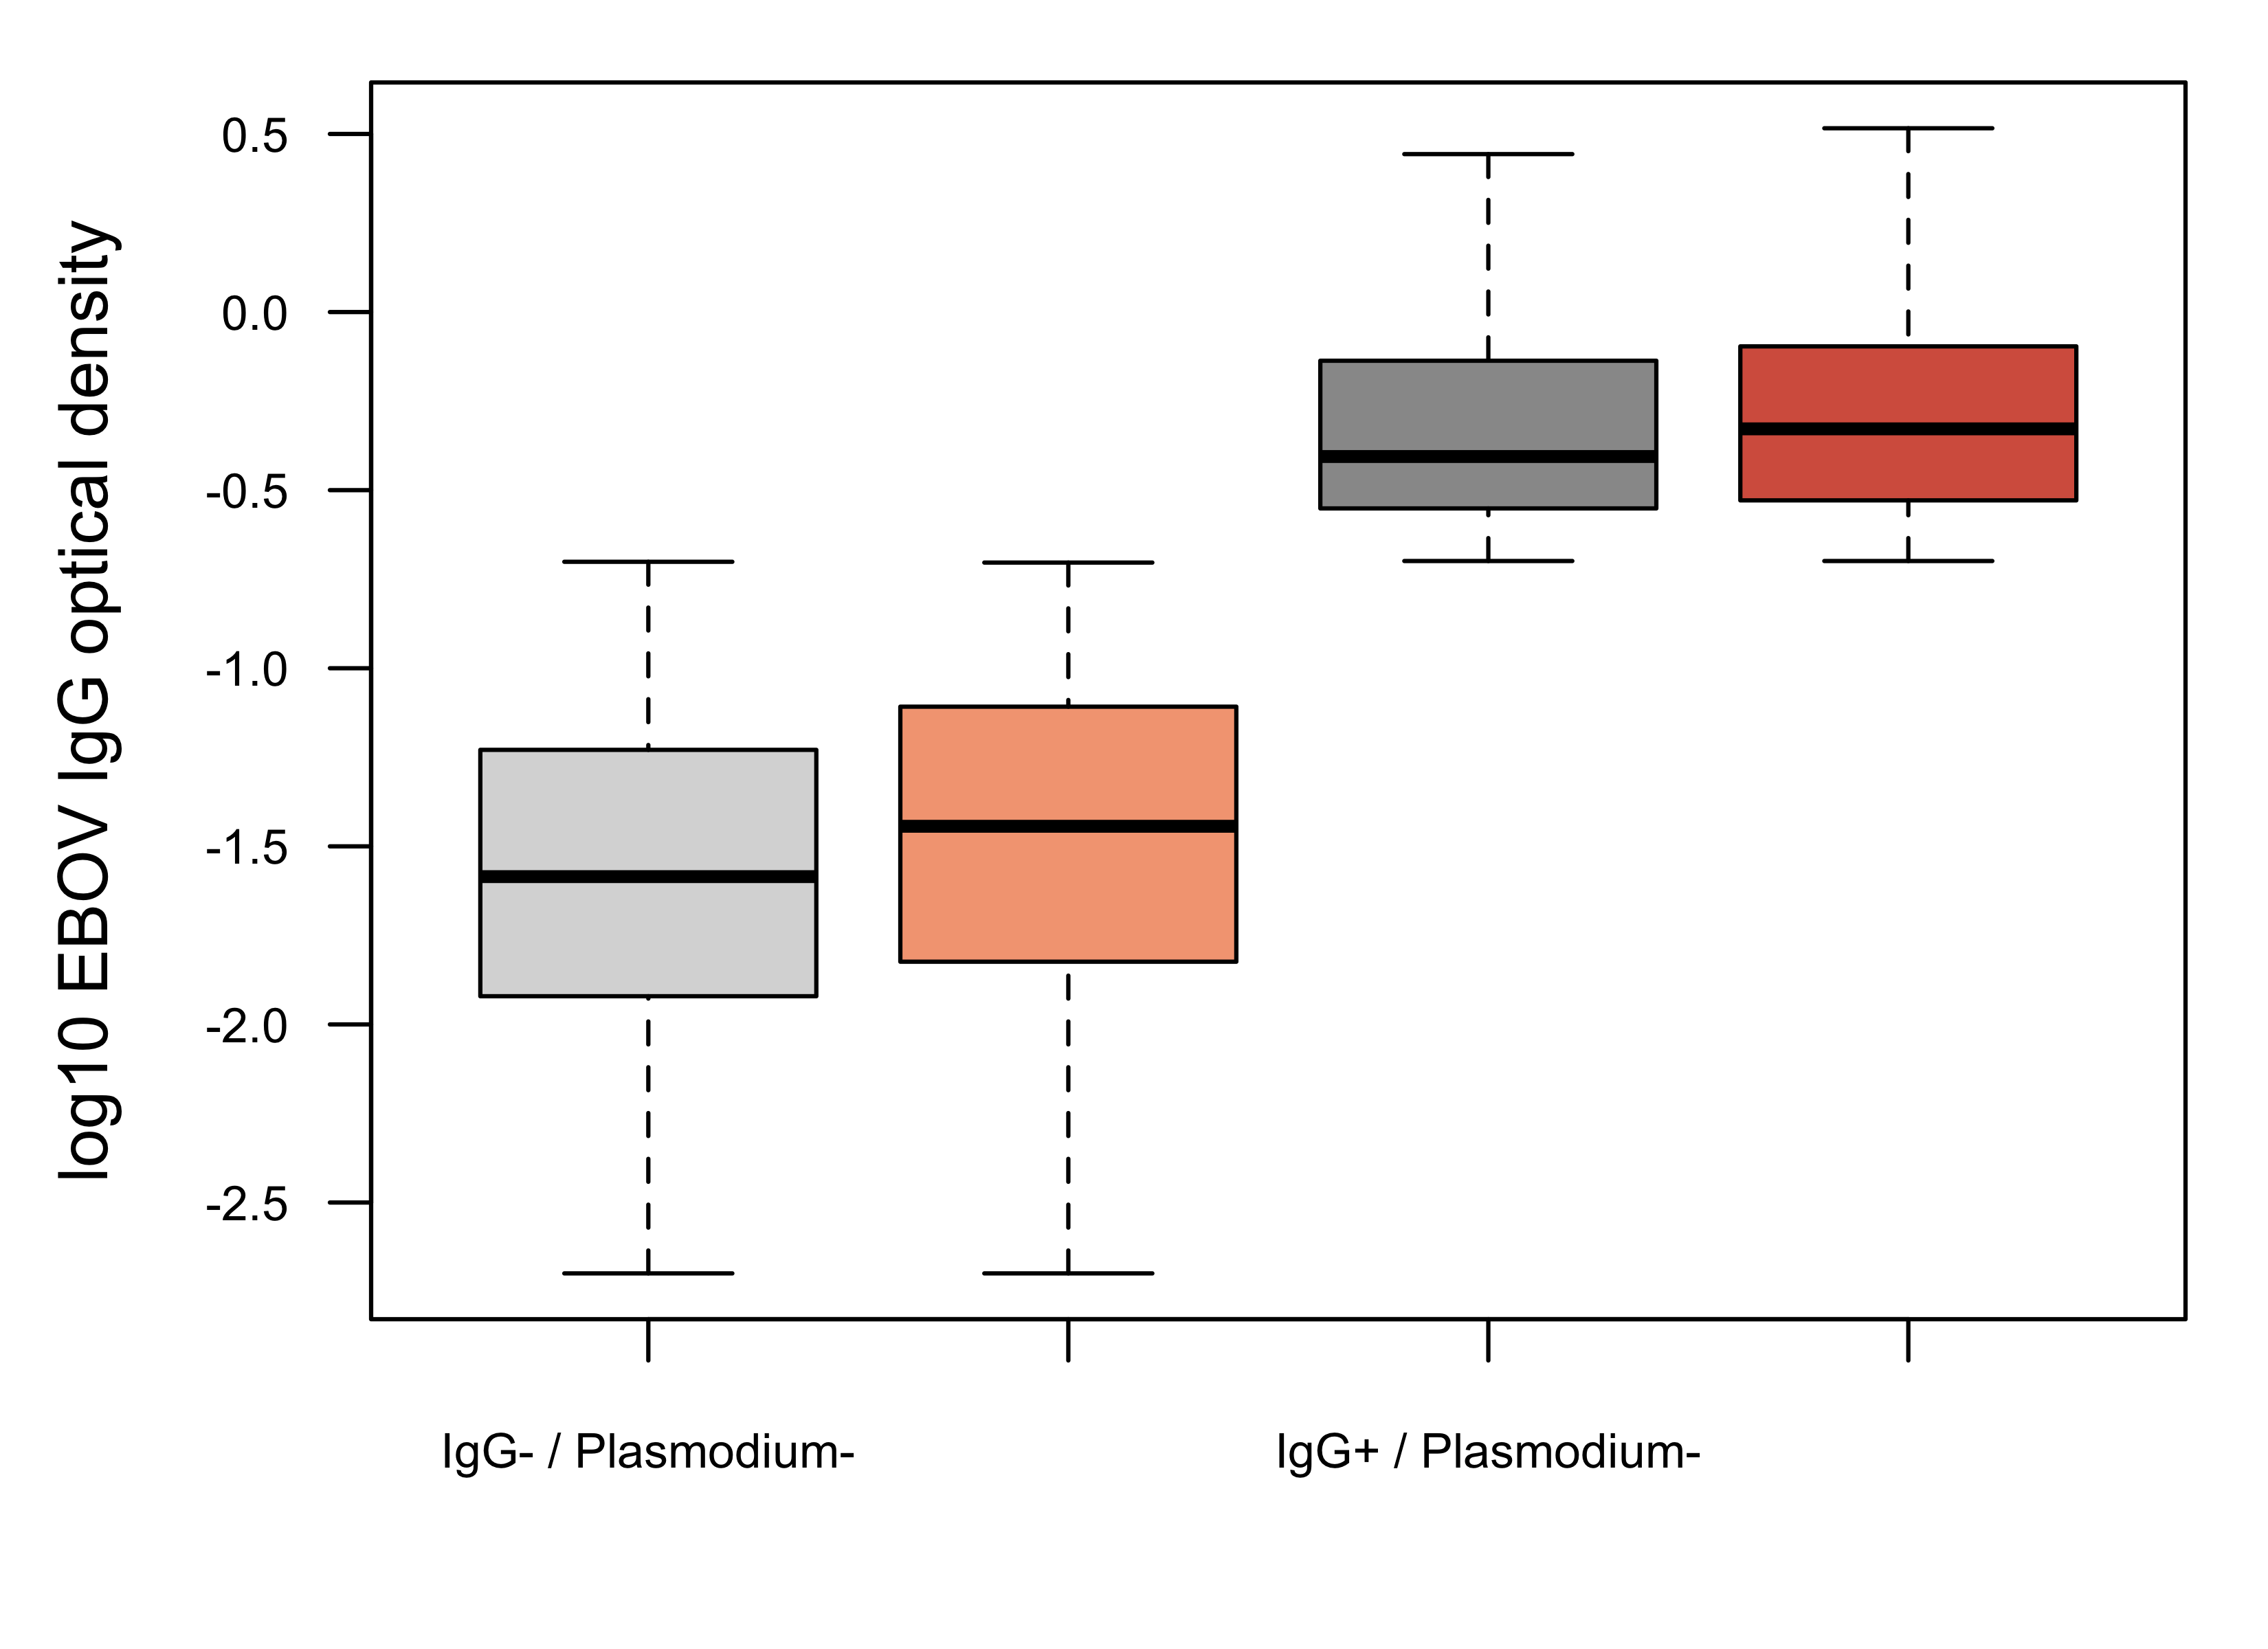 log10 EBOV IgG optical density
0.5
0.0
-0.5
-1.0
-1.5
-2.0
-2.5
IgG- / Plasmodium-
IgG+ / Plasmodium-